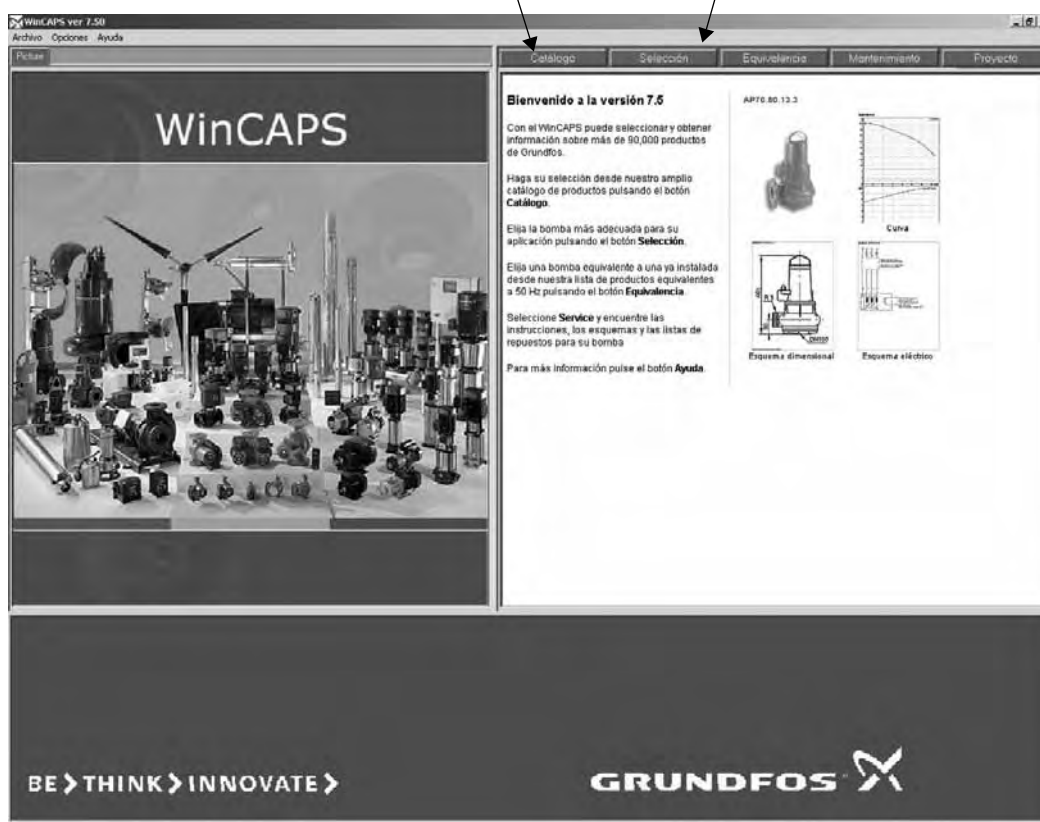 WinCAPS ver 7.50
Archivo Opciones Ayuda
Picture
Catálogo Selección Equivalencia Mantenimiento Proyecto
WinCAPS
Bienvenido a la versión 7.5
Con el WinCAPS puede seleccionar y obtener
información sobre más de 90,000 productos
de Grundfos.
Haga su selección desde nuestro amplio
catálogo de productos pulsando el botón
Catálogo.
Elija la bomba más adecuada para su
aplicación pulsando el botón Selección.
Elija una bomba equivalente a una ya instalada
desde nuestra lista de productos equivalentes
a 50 Hz pulsando el botón Equivalencia.
Seleccione Service y encuentre las
instrucciones, los esquemas y las listas de
repuestos para su bomba
Para más información pulse el botón Ayuda.
AP70.80.13.3
Curva
Esquema dimensional
Esquema eléctrico
BE>THINK>INNOVATE>
GRUNDFOS